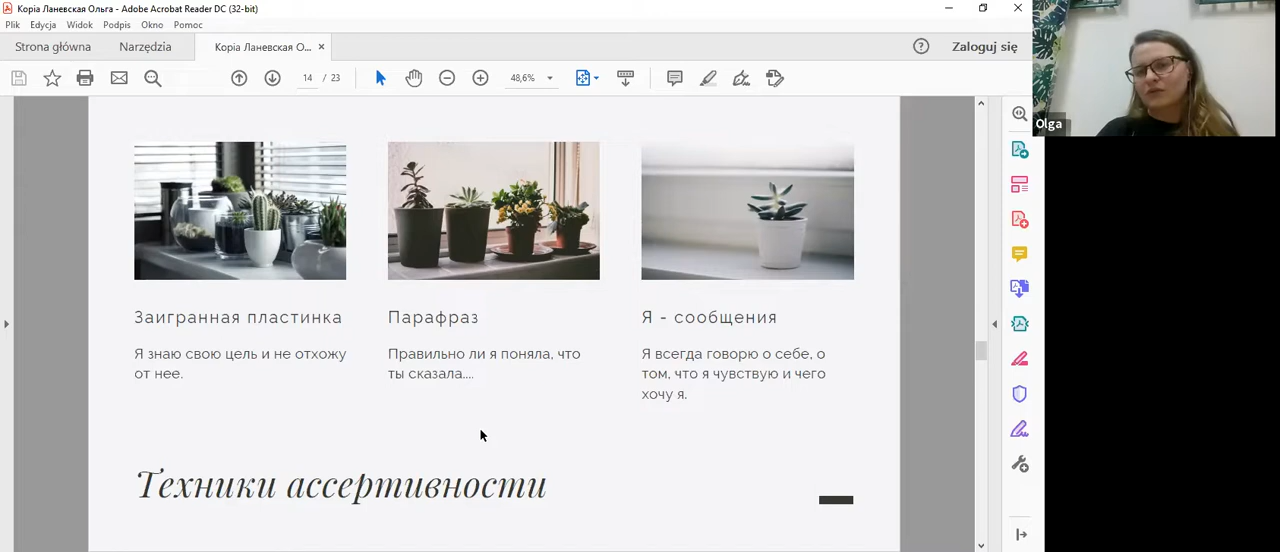 Копіа Ланевская Ольга - Adobe Acrobat Reader DC (32-bit)
Plik Edycja Widok Podpis Okno Pomoc
Strona główna Narzędzia Копіа Ланевская О... × Zaloguj się
14 / 23 48,6%
Olga
Заигранная пластинка
Я знаю свою цель и не отхожу
от нее.
Парафраз
Правильно ли я поняла, что
ты сказала....
Я - сообщения
Я всегда говорю о себе, о
том, что я чувствую и чего
хочу я.
Техники ассертивности